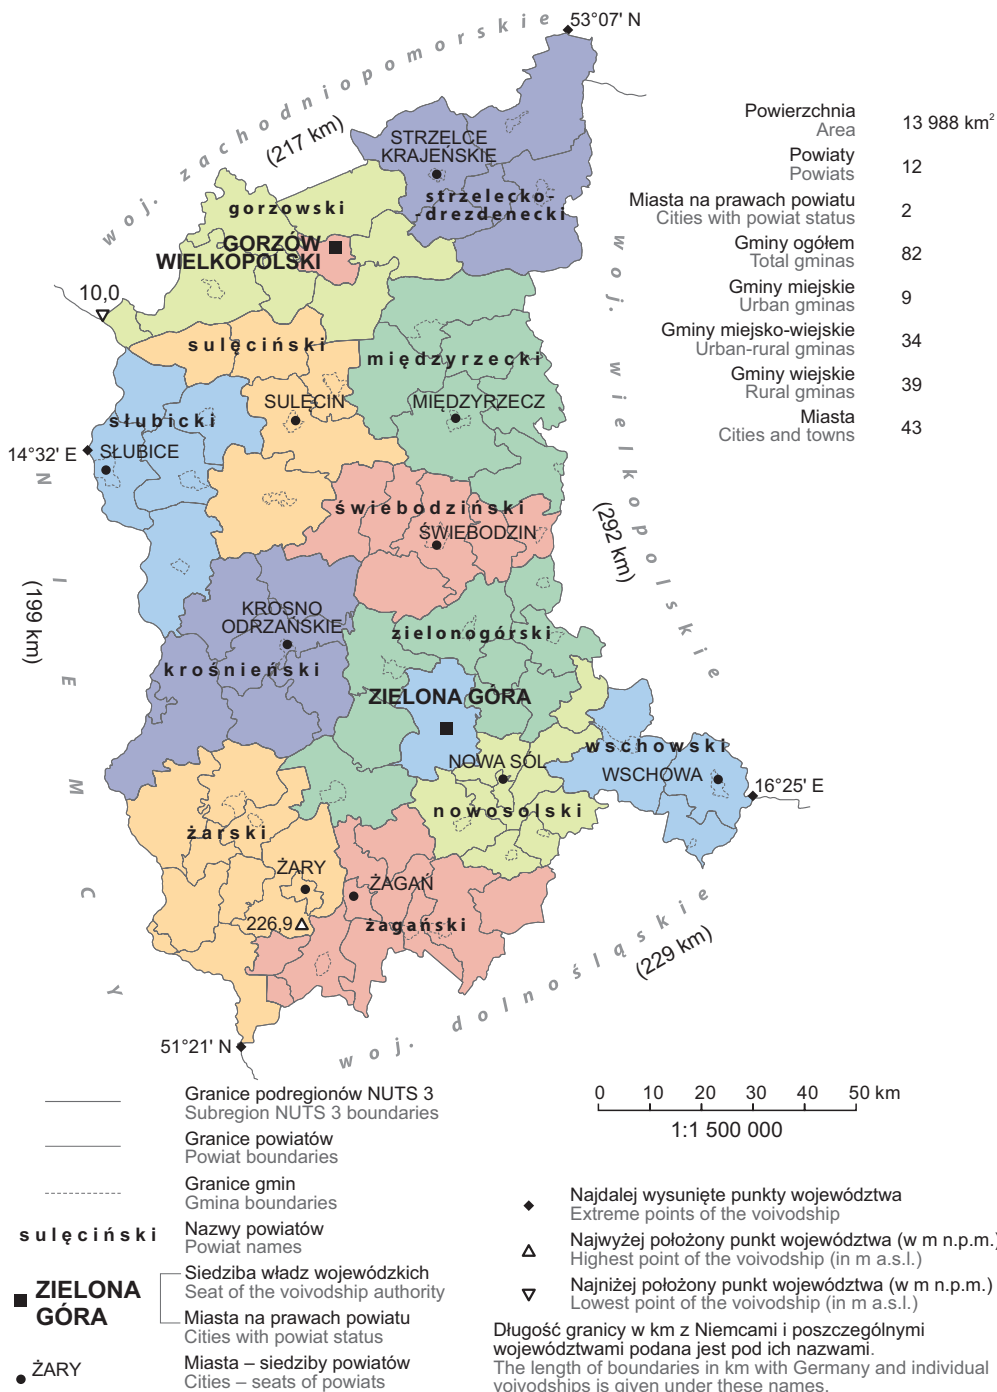 53°07' N
woj. zachodniopomorskie
(217 km)
STRZELCE
KRAJEŃSKIE
strzelecko-
-drezdenecki
gorzowski
GORZÓW
WIELKOPOLSKI
10,0
sulęciński
międzyrzecki
SULĘCIN
MIĘDZYRZECZ
słubicki
14°32' E
SŁUBICE
świebodziński
ŚWIEBODZIN
woj. wielkopolskie
(292 km)
NIEMCY
(199 km)
KROSNO
ODRZAŃSKIE
krośnieński
zielonogórski
ZIELONA GÓRA
NOWA SÓL
nowosolski
wschowski
WSCHOWA
16°25' E
żarski
ŻARY
226,9
ŻAGAŃ
żagański
woj. dolnośląskie
(229 km)
51°21' N
Powierzchnia
Area
13 988 km²
Powiaty
Powiats
12
Miasta na prawach powiatu
Cities with powiat status
2
Gminy ogółem
Total gminas
82
Gminy miejskie
Urban gminas
9
Gminy miejsko-wiejskie
Urban-rural gminas
34
Gminy wiejskie
Rural gminas
39
Miasta
Cities and towns
43
Granice podregionów NUTS 3
Subregion NUTS 3 boundaries
Granice powiatów
Powiat boundaries
Granice gmin
Gmina boundaries
sulęciński
Nazwy powiatów
Powiat names
ZIELONA
GÓRA
Siedziba władz wojewódzkich
Seat of the voivodship authority
Miasta na prawach powiatu
Cities with powiat status
ŻARY
Miasta – siedziby powiatów
Cities – seats of powiats
0 10 20 30 40 50 km
1:1 500 000
Najdalej wysunięte punkty województwa
Extreme points of the voivodship
Najwyżej położony punkt województwa (w m n.p.m.)
Highest point of the voivodship (in m a.s.l.)
Najniżej położony punkt województwa (w m n.p.m.)
Lowest point of the voivodship (in m a.s.l.)
Długość granicy w km z Niemcami i poszczególnymi
województwami podana jest pod ich nazwami.
The length of boundaries in km with Germany and individual
voivodships is given under these names.